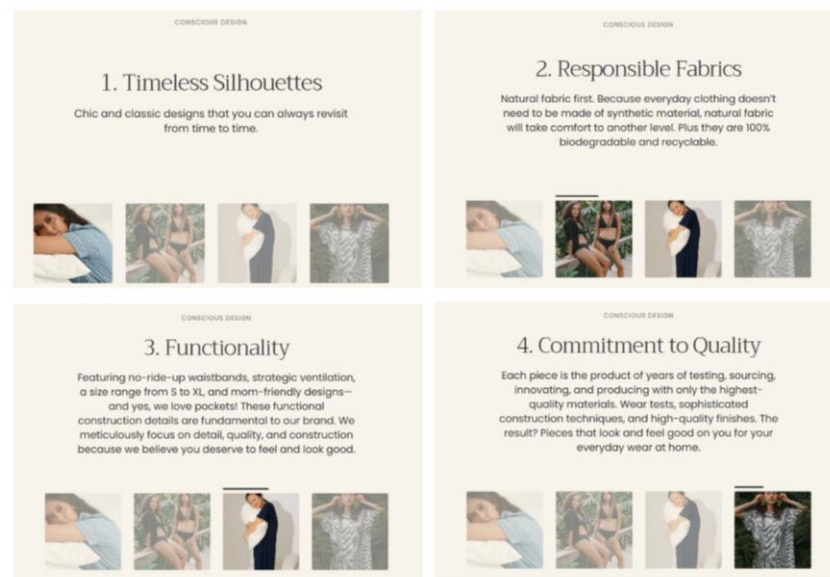 CONSCIOUS DESIGN
1. Timeless Silhouettes
Chic and classic designs that you can always revisit
from time to time.
CONSCIOUS DESIGN
2. Responsible Fabrics
Natural fabric first. Because everyday clothing doesn't
need to be made of synthetic material, natural fabric
will take comfort to another level. Plus they are 100%
biodegradable and recyclable.
CONSCIOUS DESIGN
3. Functionality
Featuring no-ride-up waistbands, strategic ventilation,
a size range from S to XL, and mom-friendly designs—
and yes, we love pockets! These functional
construction details are fundamental to our brand. We
meticulously focus on detail, quality, and construction
because we believe you deserve to feel and look good.
CONSCIOUS DESIGN
4. Commitment to Quality
Each piece is the product of years of testing, sourcing,
innovating, and producing with only the highest-
quality materials. Wear tests, sophisticated
construction techniques, and high-quality finishes. The
result? Pieces that look and feel good on you for your
everyday wear at home.